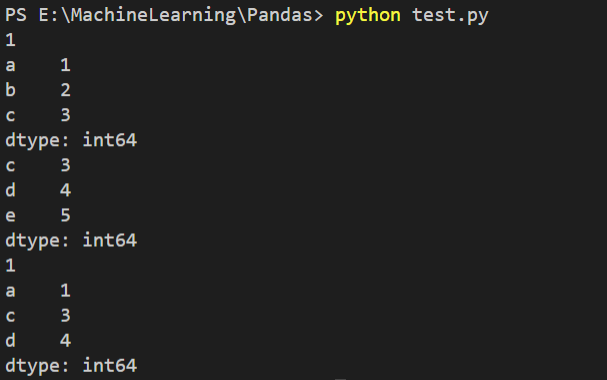 PS E:\MachineLearning\Pandas> python test.py
1
a    1
b    2
c    3
dtype: int64
c    3
d    4
e    5
dtype: int64
1
a    1
c    3
d    4
dtype: int64